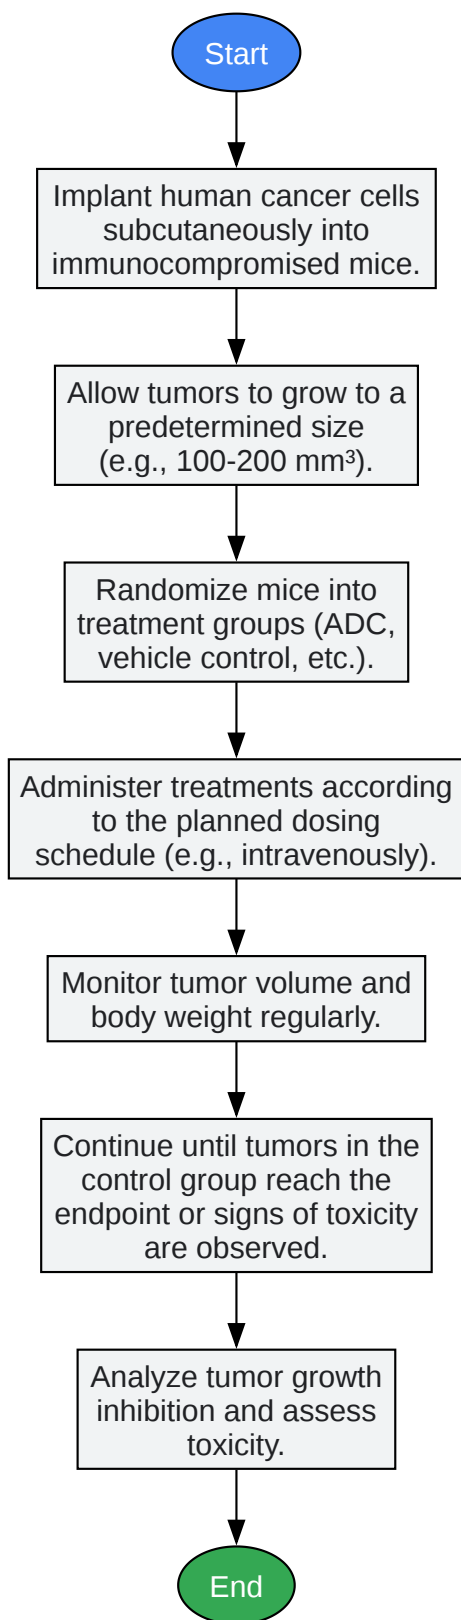 Start
Implant human cancer cells
subcutaneously into
immunocompromised mice.
Allow tumors to grow to a
predetermined size
(e.g., 100-200 mm³).
Randomize mice into
treatment groups (ADC,
vehicle control, etc.).
Administer treatments according
to the planned dosing
schedule (e.g., intravenously).
Monitor tumor volume and
body weight regularly.
Continue until tumors in the
control group reach the
endpoint or signs of toxicity
are observed.
Analyze tumor growth
inhibition and assess
toxicity.
End